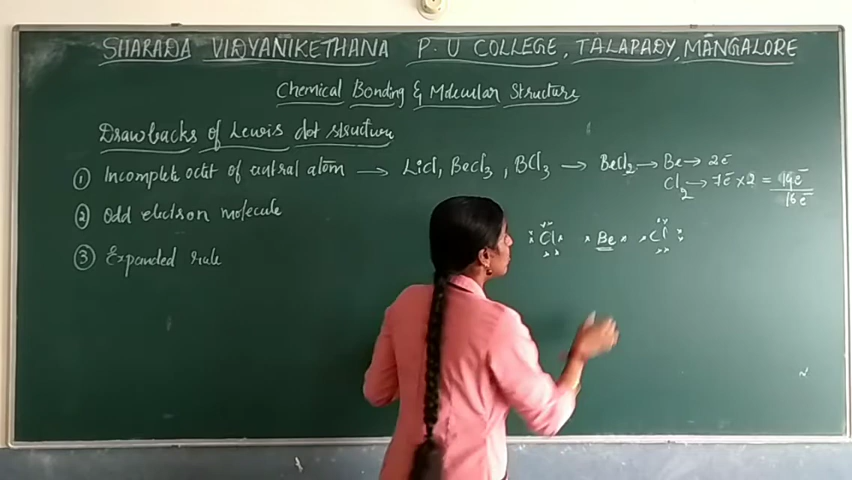 SHARADA VIDYANIKETHANA P. U COLLEGE, TALAPADY, MANGALORE
Chemical Bonding & Molecular Structure
Drawbacks of Lewis dot structure
① Incomplete octet of central atom → LiCl, BeCl3, BCl3 → BeCl2 → Be → 2e⁻
Cl2 → 7e⁻ × 2 = 14e⁻
16e⁻
② Odd electron molecule
Cl Be Cl
③ Expanded rule